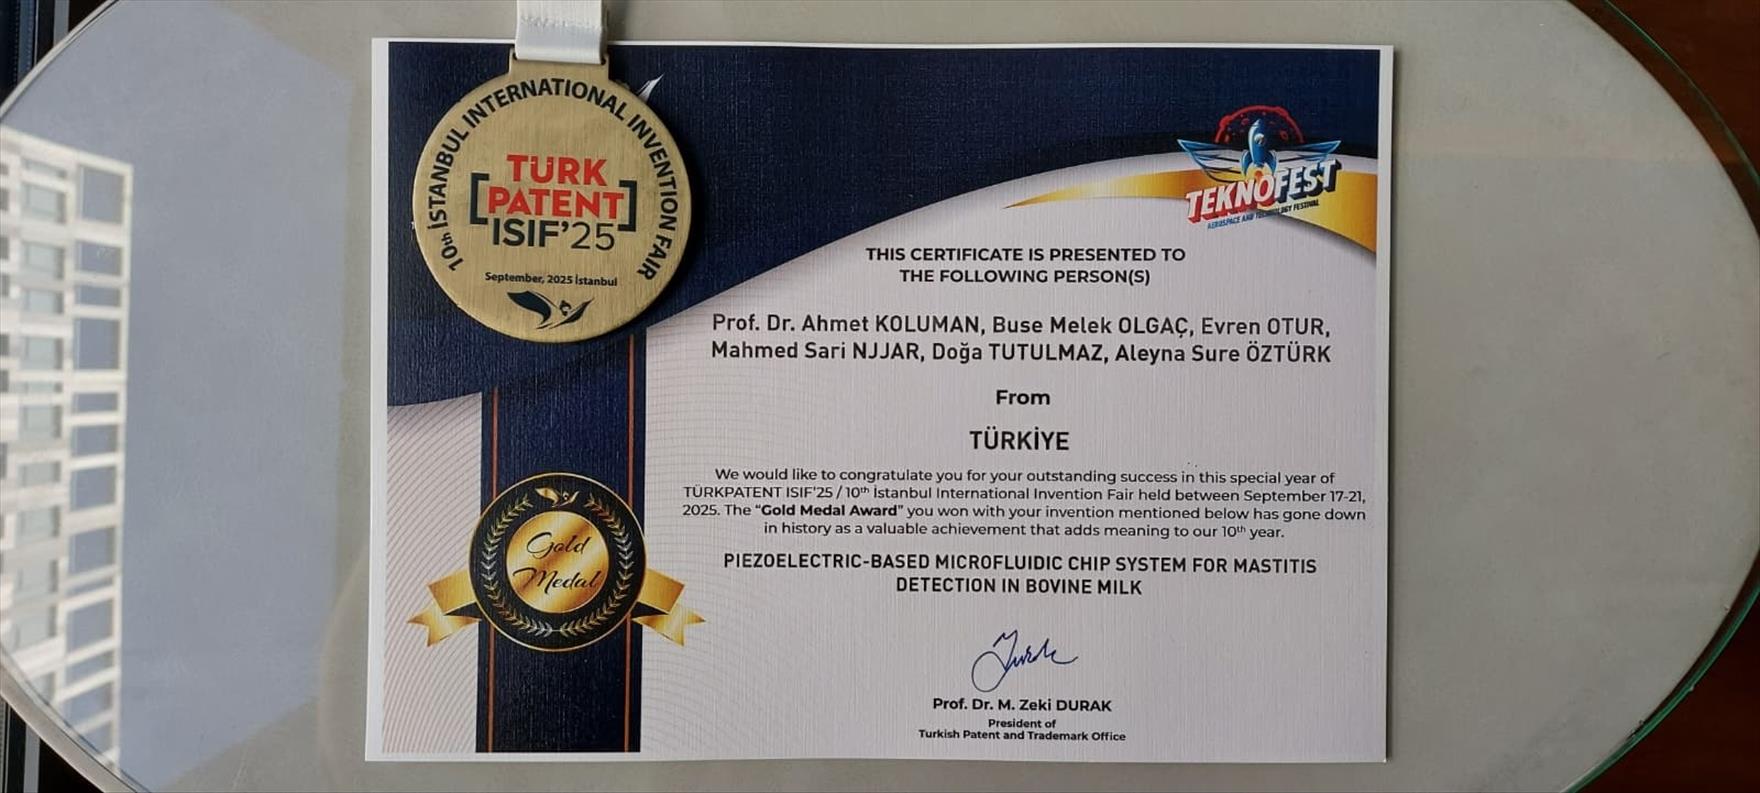 10th İSTANBUL INTERNATIONAL INVENTION FAIR
TÜRK
PATENT
ISIF'25
September, 2025 İstanbul
TEKNOFEST
AEROSPACE AND TECHNOLOGY FESTIVAL
THIS CERTIFICATE IS PRESENTED TO
THE FOLLOWING PERSON(S)
Prof. Dr. Ahmet KOLUMAN, Buse Melek OLGAÇ, Evren OTUR,
Mahmed Sari NJJAR, Doğa TUTULMAZ, Aleyna Sure ÖZTÜRK
From
TÜRKİYE
We would like to congratulate you for your outstanding success in this special year of
TÜRKPATENT ISIF'25 / 10th İstanbul International Invention Fair held between September 17-21,
2025. The "Gold Medal Award" you won with your invention mentioned below has gone down
in history as a valuable achievement that adds meaning to our 10th year.
Gold
Medal
PIEZOELECTRIC-BASED MICROFLUIDIC CHIP SYSTEM FOR MASTITIS
DETECTION IN BOVINE MILK
Prof. Dr. M. Zeki DURAK
President of
Turkish Patent and Trademark Office